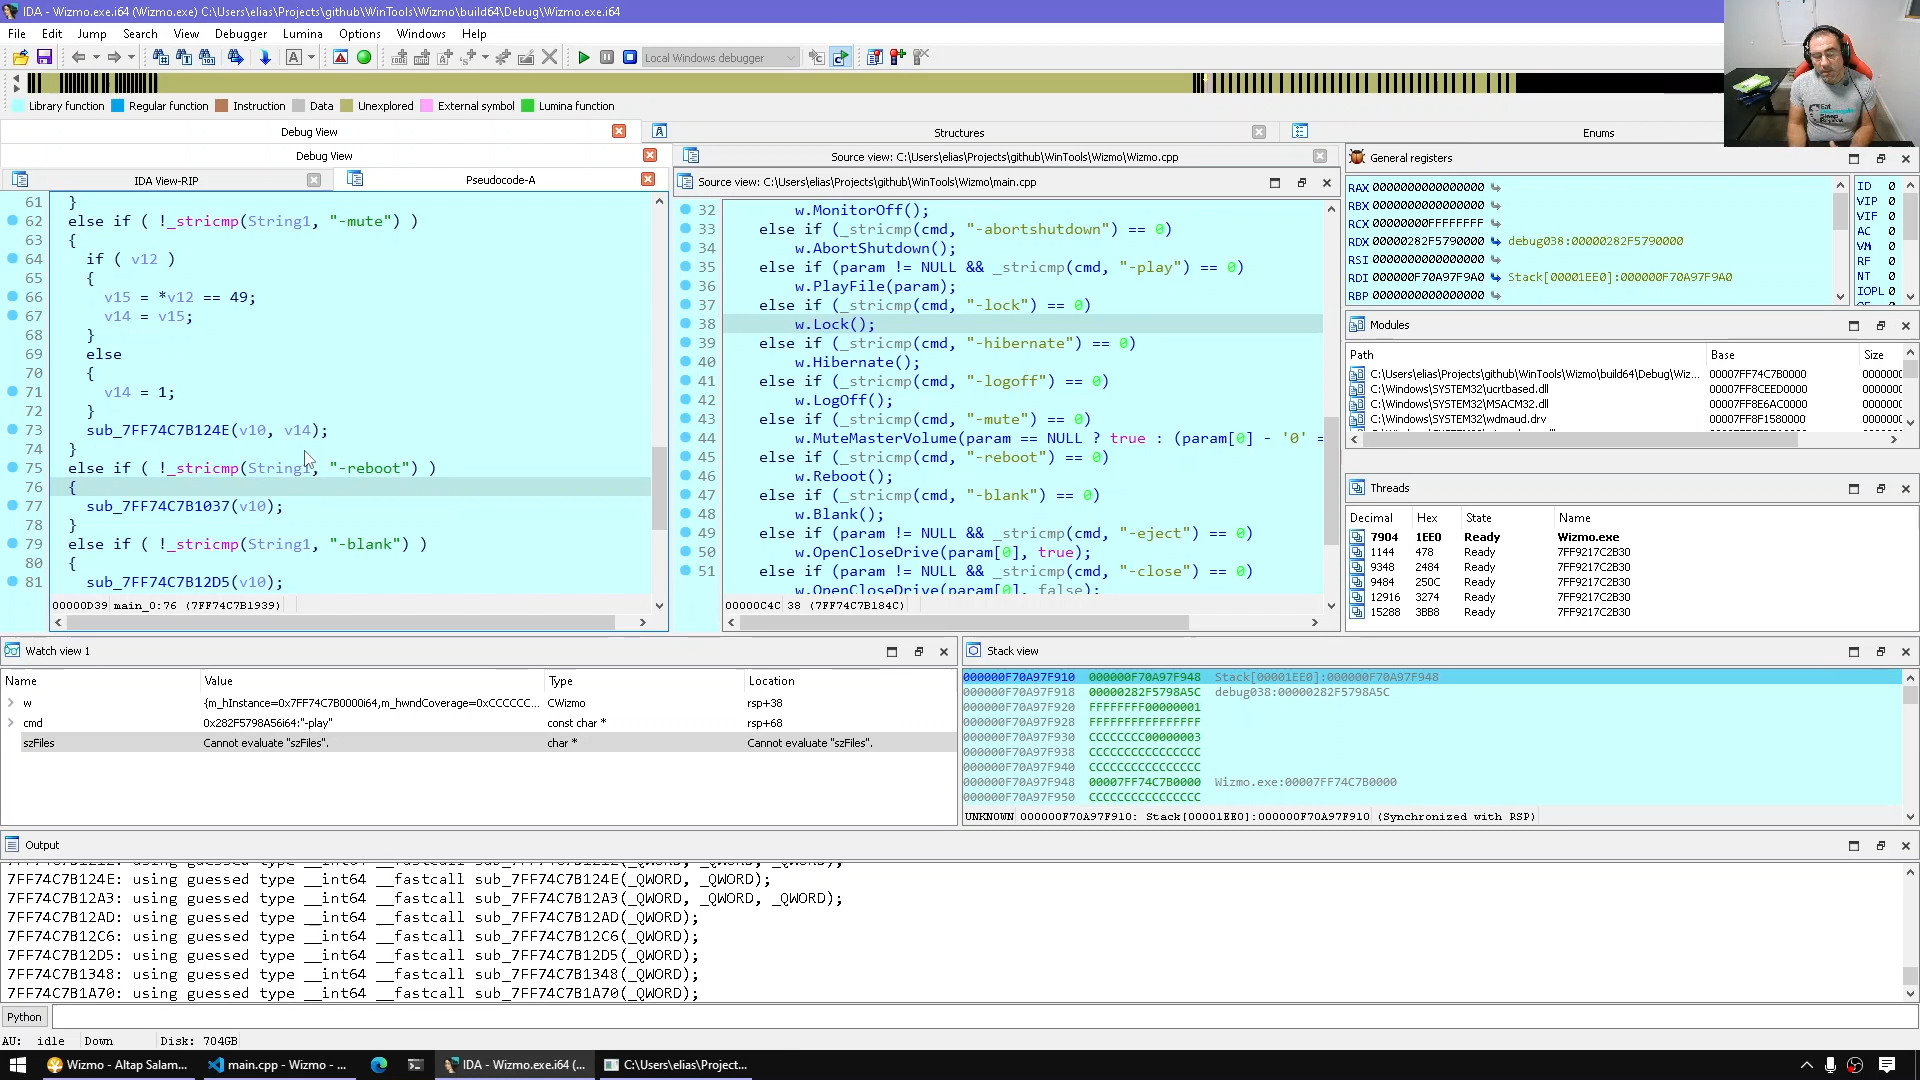 IDA - Wizmo.exe.i64 (Wizmo.exe) C:\Users\elias\Projects\github\WinTools\Wizmo\build64\Debug\Wizmo.exe.i64
File Edit Jump Search View Debugger Lumina Options Windows Help
Local Windows debugger
Library function Regular function Instruction Data Unexplored External symbol Lumina function
Debug View Structures Enums
Debug View
IDA View-RIP Pseudocode-A
61 }
62 else if ( !_stricmp(String1, "-mute") )
63 {
64 if ( v12 )
65 {
66 v15 = *v12 == 49;
67 v14 = v15;
68 }
69 else
70 {
71 v14 = 1;
72 }
73 sub_7FF74C7B124E(v10, v14);
74 }
75 else if ( !_stricmp(String1, "-reboot") )
76 {
77 sub_7FF74C7B1037(v10);
78 }
79 else if ( !_stricmp(String1, "-blank") )
80 {
81 sub_7FF74C7B12D5(v10);
00000D39 main_0:76 (7FF74C7B1939)
Source view: C:\Users\elias\Projects\github\WinTools\Wizmo\Wizmo.cpp
Source view: C:\Users\elias\Projects\github\WinTools\Wizmo\main.cpp
32 w.MonitorOff();
33 else if (_stricmp(cmd, "-abortshutdown") == 0)
34 w.AbortShutdown();
35 else if (param != NULL && _stricmp(cmd, "-play") == 0)
36 w.PlayFile(param);
37 else if (_stricmp(cmd, "-lock") == 0)
38 w.Lock();
39 else if (_stricmp(cmd, "-hibernate") == 0)
40 w.Hibernate();
41 else if (_stricmp(cmd, "-logoff") == 0)
42 w.LogOff();
43 else if (_stricmp(cmd, "-mute") == 0)
44 w.MuteMasterVolume(param == NULL ? true : (param[0] - '0' =
45 else if (_stricmp(cmd, "-reboot") == 0)
46 w.Reboot();
47 else if (_stricmp(cmd, "-blank") == 0)
48 w.Blank();
49 else if (param != NULL && _stricmp(cmd, "-eject") == 0)
50 w.OpenCloseDrive(param[0], true);
51 else if (param != NULL && _stricmp(cmd, "-close") == 0)
w.OpenCloseDrive(param[0], false);
00000C4C 38 (7FF74C7B184C)
General registers
RAX 0000000000000000
RBX 0000000000000000
RCX 00000000FFFFFFFF
RDX 00000282F5790000 debug038:00000282F5790000
RSI 0000000000000000
RDI 000000F70A97F9A0 Stack[00001EE0]:000000F70A97F9A0
RBP 0000000000000000
ID 0
VIP 0
VIF 0
AC 0
VM 0
RF 0
NT 0
IOPL 0
Modules
Path Base Size
C:\Users\elias\Projects\github\WinTools\Wizmo\build64\Debug\Wiz... 00007FF74C7B0000 0000000
C:\Windows\SYSTEM32\ucrtbased.dll 00007FF8CEED0000 0000000
C:\Windows\SYSTEM32\MSACM32.dll 00007FF8E6AC0000 0000000
C:\Windows\SYSTEM32\wdmaud.drv 00007FF8F1580000 0000000
Threads
Decimal Hex State Name
7904 1EE0 Ready Wizmo.exe
1144 478 Ready 7FF9217C2B30
9348 2484 Ready 7FF9217C2B30
9484 250C Ready 7FF9217C2B30
12916 3274 Ready 7FF9217C2B30
15288 3BB8 Ready 7FF9217C2B30
Watch view 1
Name Value Type Location
w {m_hInstance=0x7FF74C7B0000i64,m_hwndCoverage=0xCCCCCC... CWizmo rsp+38
cmd 0x282F5798A56i64:"-play" const char * rsp+68
szFiles Cannot evaluate "szFiles". char * Cannot evaluate "szFiles".
Stack view
000000F70A97F910 000000F70A97F948 Stack[00001EE0]:000000F70A97F948
000000F70A97F918 00000282F5798A5C debug038:00000282F5798A5C
000000F70A97F920 FFFFFFFF00000001
000000F70A97F928 FFFFFFFFFFFFFFFF
000000F70A97F930 CCCCCCCC00000003
000000F70A97F938 CCCCCCCCCCCCCCCC
000000F70A97F940 CCCCCCCCCCCCCCCC
000000F70A97F948 00007FF74C7B0000 Wizmo.exe:00007FF74C7B0000
000000F70A97F950 CCCCCCCCCCCCCCCC
UNKNOWN 000000F70A97F910: Stack[00001EE0]:000000F70A97F910 (Synchronized with RSP)
Output
7FF74C7B124E: using guessed type __int64 __fastcall sub_7FF74C7B124E(_QWORD, _QWORD);
7FF74C7B12A3: using guessed type __int64 __fastcall sub_7FF74C7B12A3(_QWORD, _QWORD, _QWORD);
7FF74C7B12AD: using guessed type __int64 __fastcall sub_7FF74C7B12AD(_QWORD);
7FF74C7B12C6: using guessed type __int64 __fastcall sub_7FF74C7B12C6(_QWORD);
7FF74C7B12D5: using guessed type __int64 __fastcall sub_7FF74C7B12D5(_QWORD);
7FF74C7B1348: using guessed type __int64 __fastcall sub_7FF74C7B1348(_QWORD);
7FF74C7B1A70: using guessed type __int64 __fastcall sub_7FF74C7B1A70(_QWORD);
Python
AU: idle Down Disk: 704GB
Wizmo - Altap Salam... main.cpp - Wizmo - ... IDA - Wizmo.exe.i64 (... C:\Users\elias\Project...